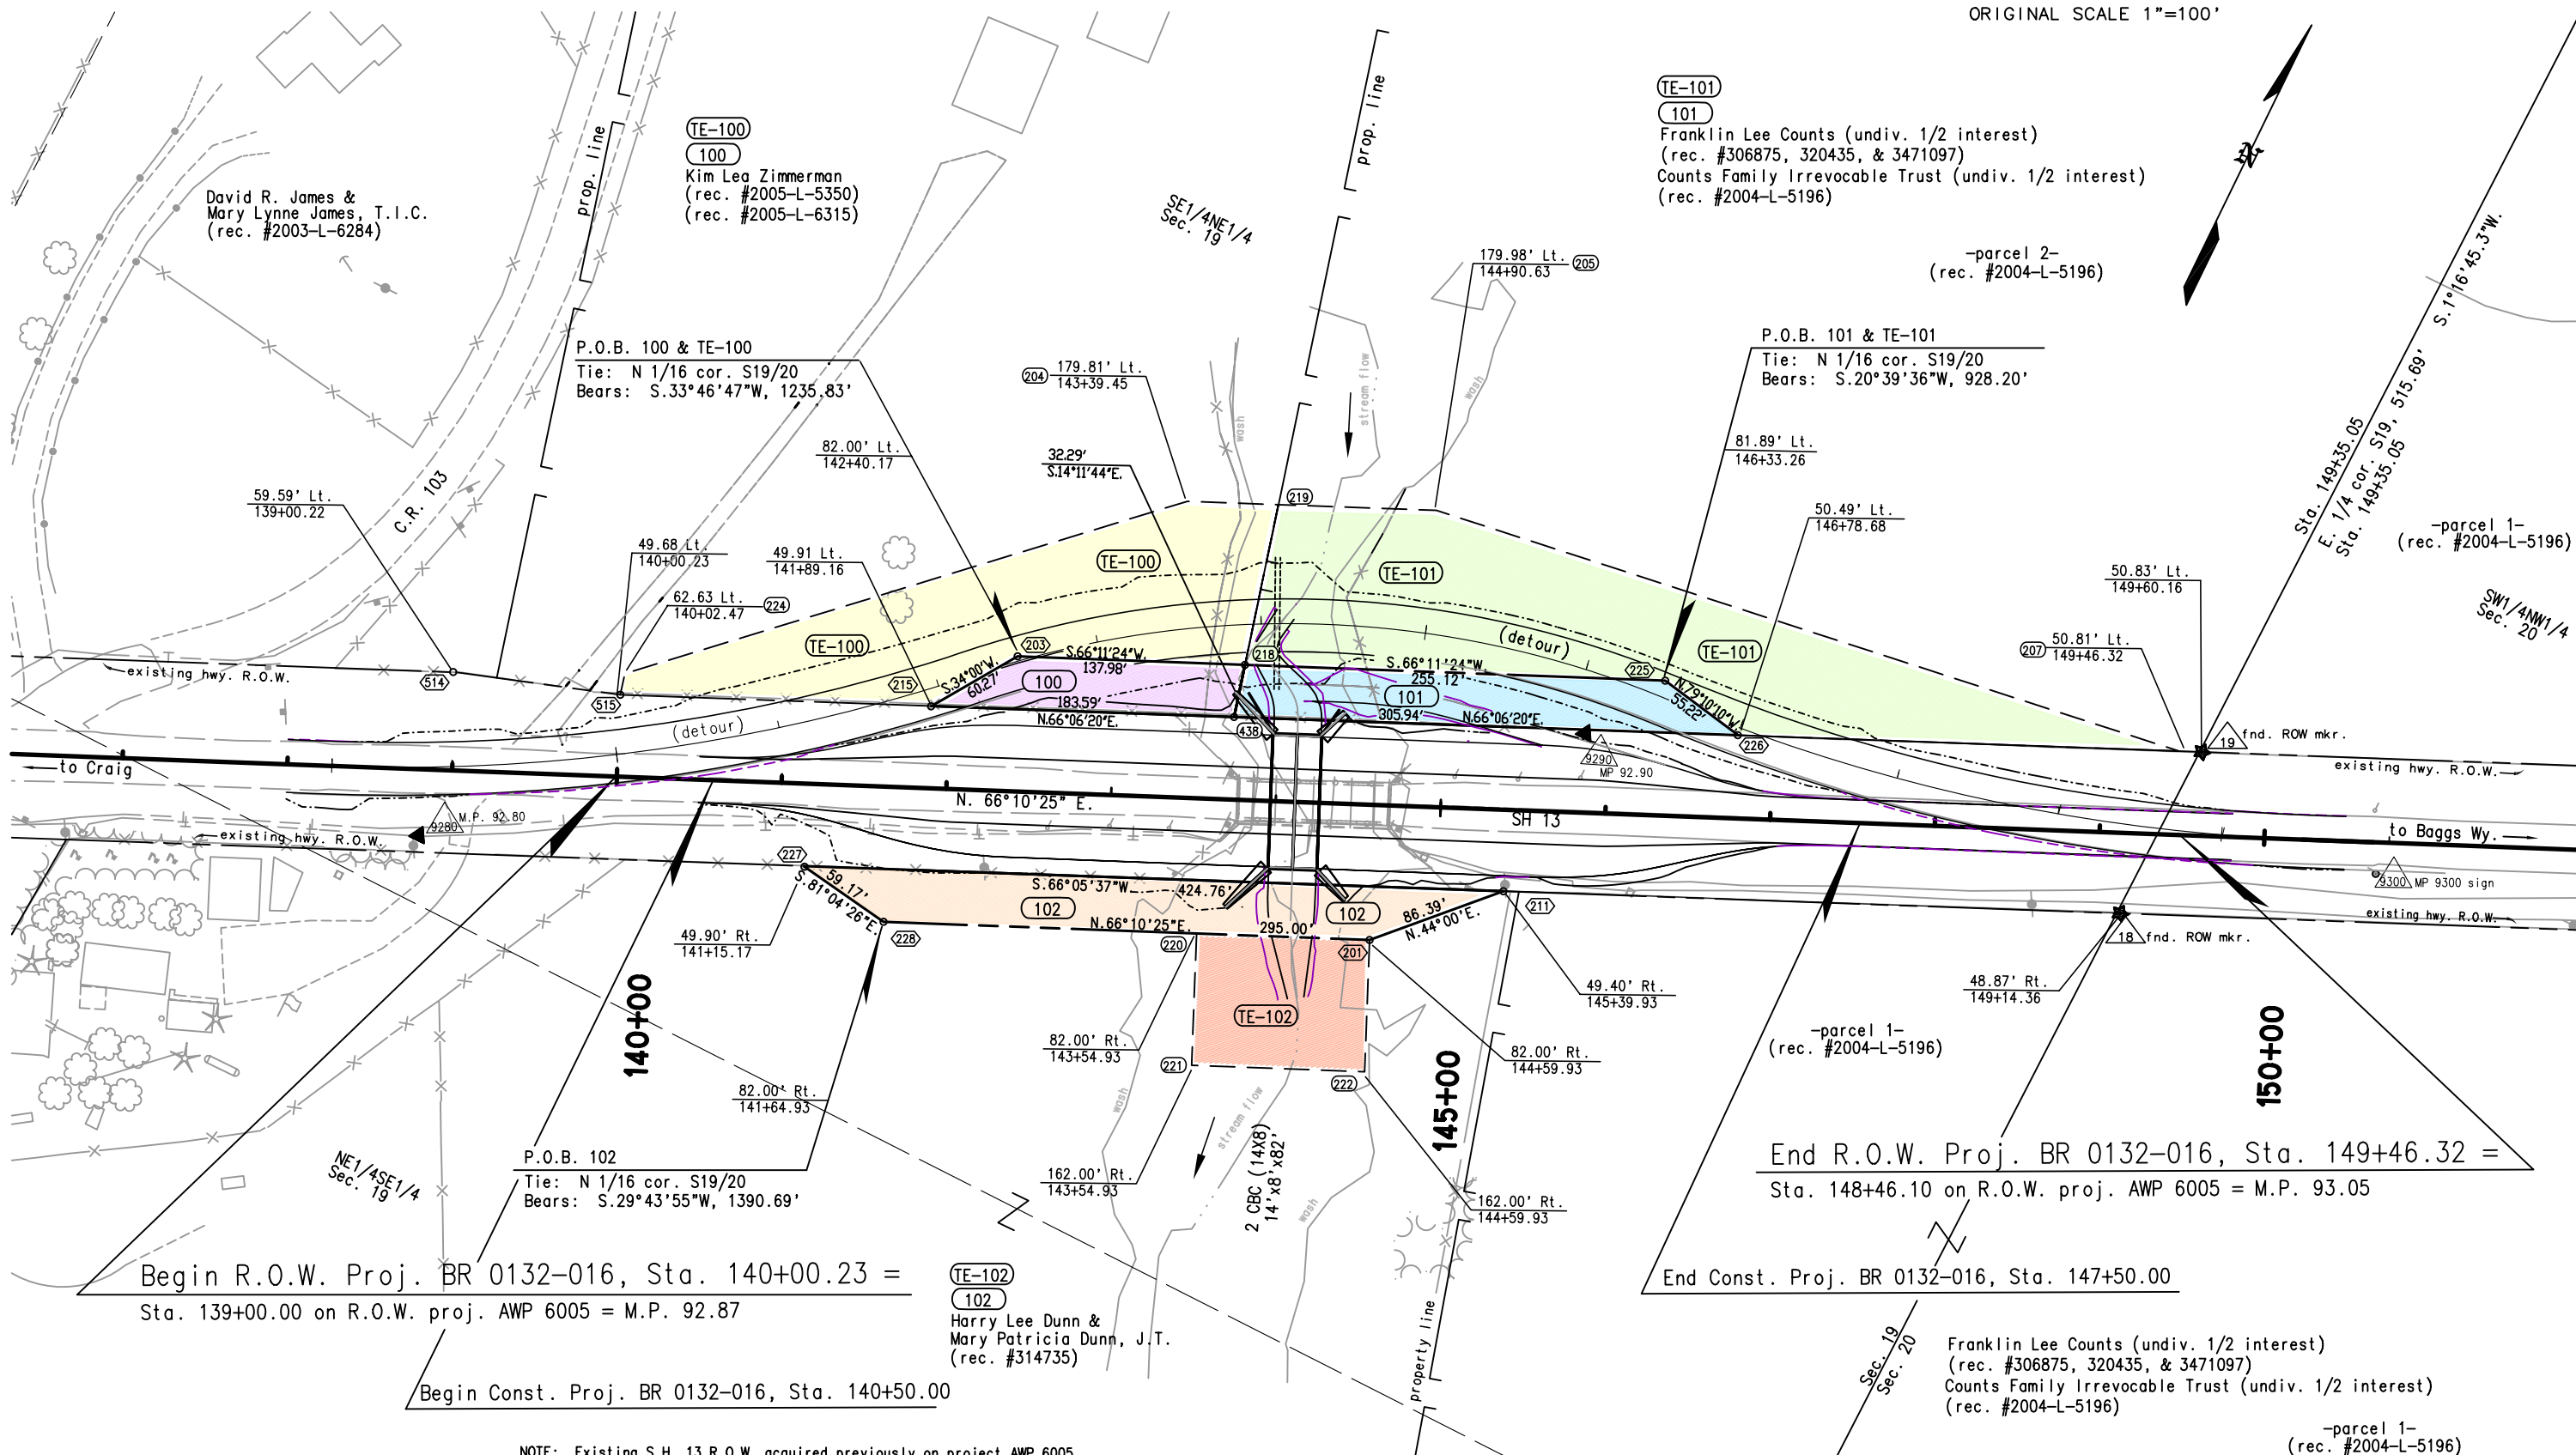 ORIGINAL SCALE 1"=100'
TE-100
100
Kim Lea Zimmerman
(rec. #2005-L-5350)
(rec. #2005-L-6315)
David R. James &
Mary Lynne James, T.I.C.
(rec. #2003-L-6284)
prop. line
prop. line
SE1/4NE1/4
Sec. 19
TE-101
101
Franklin Lee Counts (undiv. 1/2 interest)
(rec. #306875, 320435, & 3471097)
Counts Family Irrevocable Trust (undiv. 1/2 interest)
(rec. #2004-L-5196)
-parcel 2-
(rec. #2004-L-5196)
S.1°16'45.3"W.
515.69'
E. 1/4 cor. S19,
Sta. 149+35.05
Sta. 149+35.05
179.98' Lt.
144+90.63
205
P.O.B. 100 & TE-100
Tie: N 1/16 cor. S19/20
Bears: S.33°46'47"W, 1235.83'
204
179.81' Lt.
143+39.45
P.O.B. 101 & TE-101
Tie: N 1/16 cor. S19/20
Bears: S.20°39'36"W, 928.20'
wash
stream flow
wash
82.00' Lt.
142+40.17
32.29'
S.14°11'44"E.
81.89' Lt.
146+33.26
59.59' Lt.
139+00.22
C.R. 103
219
50.49' Lt.
146+78.68
-parcel 1-
(rec. #2004-L-5196)
49.68 Lt.
140+00.23
49.91 Lt.
141+89.16
TE-100
TE-101
50.83' Lt.
149+60.16
62.63 Lt.
140+02.47
224
SW1/4NW1/4
Sec. 20
TE-100
203
S.66°11'24"W.
137.98'
218
(detour)
TE-101
207
50.81' Lt.
149+46.32
existing hwy. R.O.W.
514
515
215
S.34°00'W.
60.27'
100
183.59'
N.66°06'20"E.
438
S.66°11'24"W.
255.12'
101
305.94'
N.66°06'20"E.
225
N.79°10'10"W.
55.22'
226
(detour)
19
fnd. ROW mkr.
existing hwy. R.O.W.
to Craig
9290
MP 92.90
N. 66°10'25" E.
SH 13
to Baggs Wy.
9280
M.P. 92.80
existing hwy. R.O.W.
227
59.17'
S.81°04'26"E.
S.66°05'37"W.
424.76'
102
102
N.66°10'25"E.
295.00'
86.39'
N.44°00'E.
211
9300
MP 9300 sign
existing hwy. R.O.W.
18
fnd. ROW mkr.
228
220
201
49.90' Rt.
141+15.17
49.40' Rt.
145+39.93
48.87' Rt.
149+14.36
TE-102
140+00
145+00
150+00
82.00' Rt.
143+54.93
82.00' Rt.
144+59.93
-parcel 1-
(rec. #2004-L-5196)
221
222
82.00' Rt.
141+64.93
wash
stream flow
wash
2 CBC (14X8)
14'x8'x82'
NE1/4SE1/4
Sec. 19
P.O.B. 102
Tie: N 1/16 cor. S19/20
Bears: S.29°43'55"W, 1390.69'
162.00' Rt.
143+54.93
162.00' Rt.
144+59.93
End R.O.W. Proj. BR 0132-016, Sta. 149+46.32 =
Sta. 148+46.10 on R.O.W. proj. AWP 6005 = M.P. 93.05
Begin R.O.W. Proj. BR 0132-016, Sta. 140+00.23 =
Sta. 139+00.00 on R.O.W. proj. AWP 6005 = M.P. 92.87
End Const. Proj. BR 0132-016, Sta. 147+50.00
TE-102
102
Harry Lee Dunn &
Mary Patricia Dunn, J.T.
(rec. #314735)
property line
Sec. 19
Sec. 20
Franklin Lee Counts (undiv. 1/2 interest)
(rec. #306875, 320435, & 3471097)
Counts Family Irrevocable Trust (undiv. 1/2 interest)
(rec. #2004-L-5196)
-parcel 1-
(rec. #2004-L-5196)
Begin Const. Proj. BR 0132-016, Sta. 140+50.00
NOTE: Existing S.H. 13 R.O.W. acquired previously on project AWP 6005